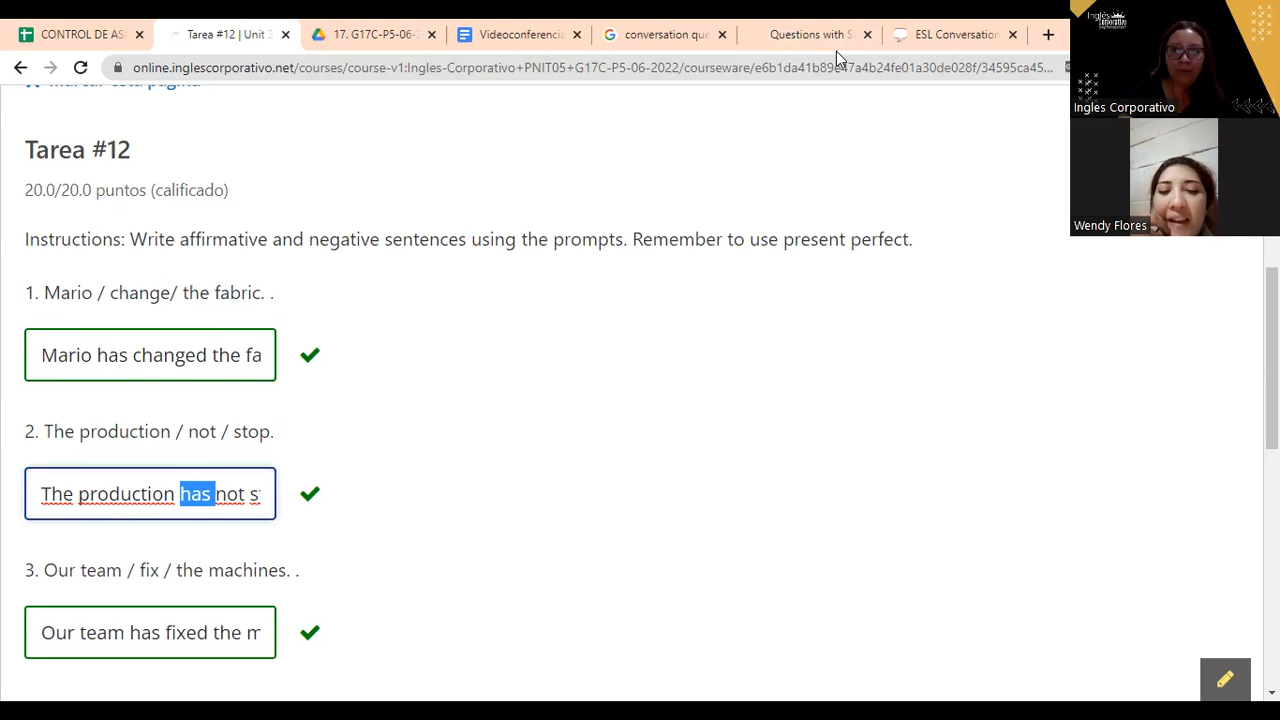 CONTROL DE AS
Tarea #12 | Unit 3
17. G17C-P5-09
Videoconferencia
conversation que
Questions with S
ESL Conversation
online.inglescorporativo.net/courses/course-v1:Ingles-Corporativo+PNIT05+G17C-P5-06-2022/courseware/
Inglés Corporativo
Ingles Corporativo
Wendy Flores
Tarea #12
20.0/20.0 puntos (calificado)
Instructions: Write affirmative and negative sentences using the prompts. Remember to use present perfect.
1. Mario / change/ the fabric. .
Mario has changed the fa
2. The production / not / stop.
The production has not s
3. Our team / fix / the machines. .
Our team has fixed the m